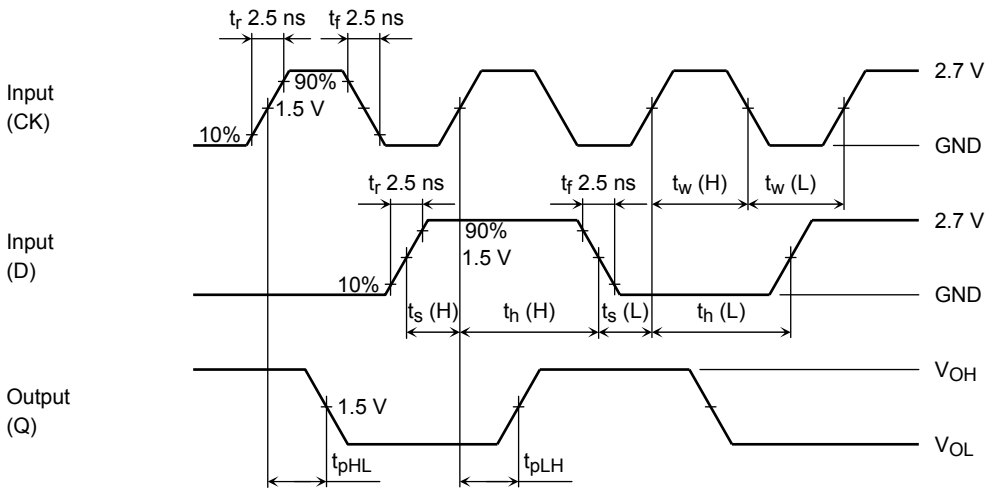 tr 2.5 ns tf 2.5 ns
Input
(CK)
90%
1.5 V
10%
2.7 V
GND
tr 2.5 ns tf 2.5 ns tw (H) tw (L)
Input
(D)
90%
1.5 V
10%
2.7 V
GND
ts (H) th (H) ts (L) th (L)
Output
(Q)
1.5 V
VOH
VOL
tpHL tpLH